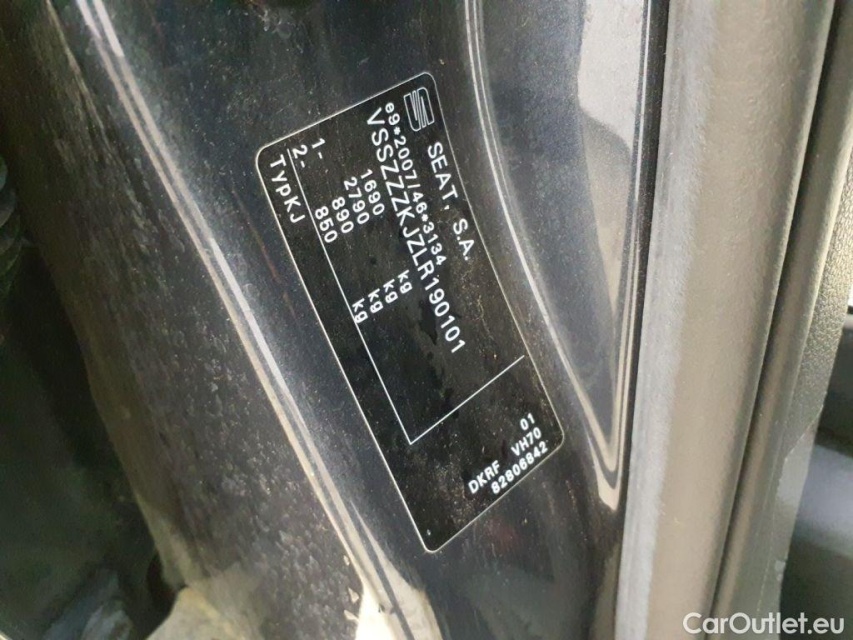 SEAT, S.A.
e9*2007/46*3134
VSSZZZKJZLR190101
1690 kg
2790 kg
1- 890 kg
2- 850 kg
TypKJ
01
DKRF VH70
82806842
CarOutlet.eu